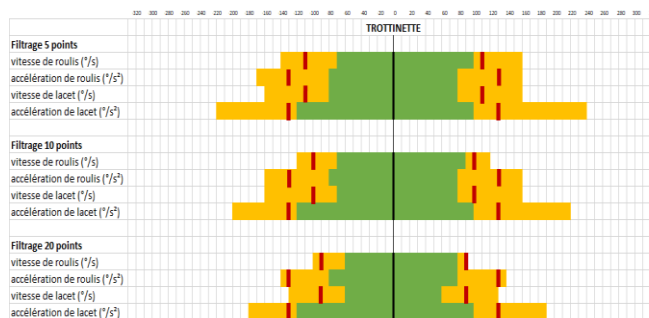 320 300 280 260 240 220 200 180 160 140 120 100 80 60 40 20 0 20 40 60 80 100 120 140 160 180 200 220 240 260 280 300
TROTTINETTE
Filtrage 5 points
vitesse de roulis (°/s)
accélération de roulis (°/s²)
vitesse de lacet (°/s)
accélération de lacet (°/s²)
Filtrage 10 points
vitesse de roulis (°/s)
accélération de roulis (°/s²)
vitesse de lacet (°/s)
accélération de lacet (°/s²)
Filtrage 20 points
vitesse de roulis (°/s)
accélération de roulis (°/s²)
vitesse de lacet (°/s)
accélération de lacet (°/s²)